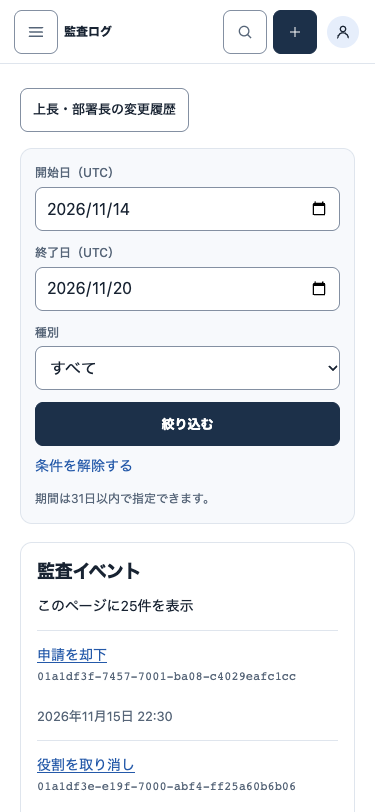 監査ログ
上長・部署長の変更履歴
開始日（UTC）
2026/11/14
終了日（UTC）
2026/11/20
種別
すべて
絞り込む
条件を解除する
期間は31日以内で指定できます。
監査イベント
このページに25件を表示
申請を却下
01a1df3f-7457-7001-ba08-c4029eafc1cc
2026年11月15日 22:30
役割を取り消し
01a1df3e-e19f-7000-abf4-ff25a60b6b06